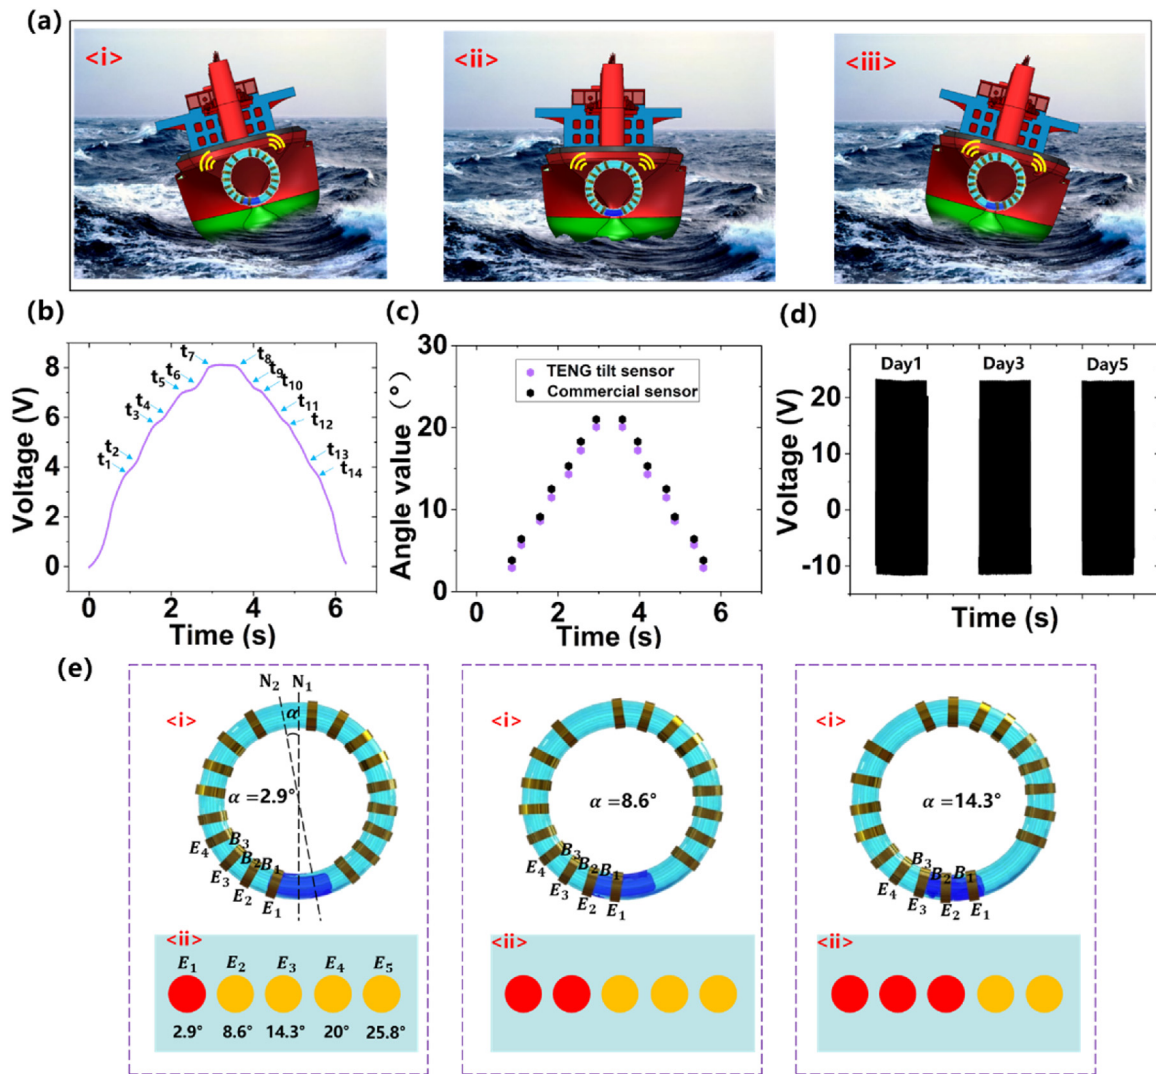 (a)
<i>
<ii>
<iii>
(b)
Voltage (V)
8
6
4
2
0
t1
t2
t3
t4
t5
t6
t7
t8
t9
t10
t11
t12
t13
t14
0 2 4 6
Time (s)
(c)
Angle value (°)
30
20
10
0
TENG tilt sensor
Commercial sensor
0 2 4 6
Time (s)
(d)
Voltage (V)
20
10
0
-10
Day1 Day3 Day5
Time (s)
(e)
<i>
N2 N1
α
α =2.9°
B3
B2 B1
E4
E3
E2
E1
<ii>
E1 E2 E3 E4 E5
2.9° 8.6° 14.3° 20° 25.8°
<i>
α =8.6°
B3
B2 B1
E4
E3
E2
E1
<ii>
<i>
α =14.3°
B3
B2 B1
E4
E3
E2
E1
<ii>